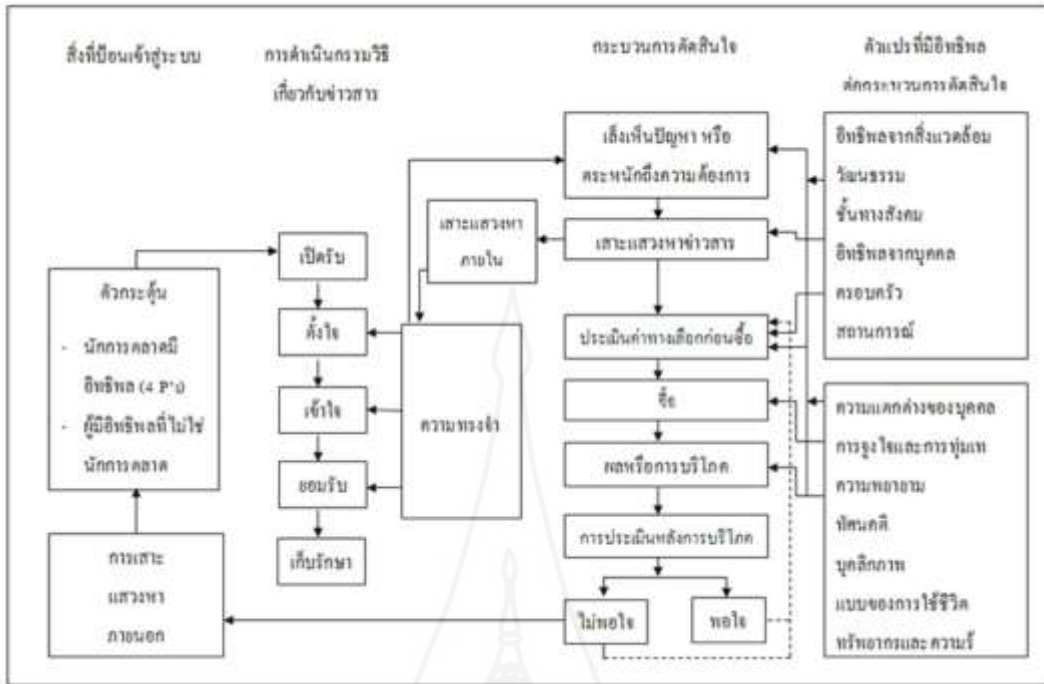 สิ่งที่ป้อนเข้าสู่ระบบ
การดำเนินกรรมวิธี
เกี่ยวกับข่าวสาร
กระบวนการตัดสินใจ
ตัวแปรที่มีอิทธิพล
ต่อกระบวนการตัดสินใจ
ตัวกระตุ้น
- นักการตลาดมี
อิทธิพล (4 P's)
- ผู้มีอิทธิพลที่ไม่ใช่
นักการตลาด
การเสาะ
แสวงหา
ภายนอก
เปิดรับ
ตั้งใจ
เข้าใจ
ยอมรับ
เก็บรักษา
เสาะแสวงหา
ภายใน
ความทรงจำ
เล็งเห็นปัญหา หรือ
ตระหนักถึงความต้องการ
เสาะแสวงหาข่าวสาร
ประเมินค่าทางเลือกก่อนซื้อ
ซื้อ
ผลหรือการบริโภค
การประเมินหลังการบริโภค
ไม่พอใจ
พอใจ
อิทธิพลจากสิ่งแวดล้อม
วัฒนธรรม
ชั้นทางสังคม
อิทธิพลจากบุคคล
ครอบครัว
สถานการณ์
ความแตกต่างของบุคคล
การจูงใจและการทุ่มเท
ความพยายาม
ทัศนคติ
บุคลิกภาพ
แบบของการใช้ชีวิต
ทรัพยากรและความรู้